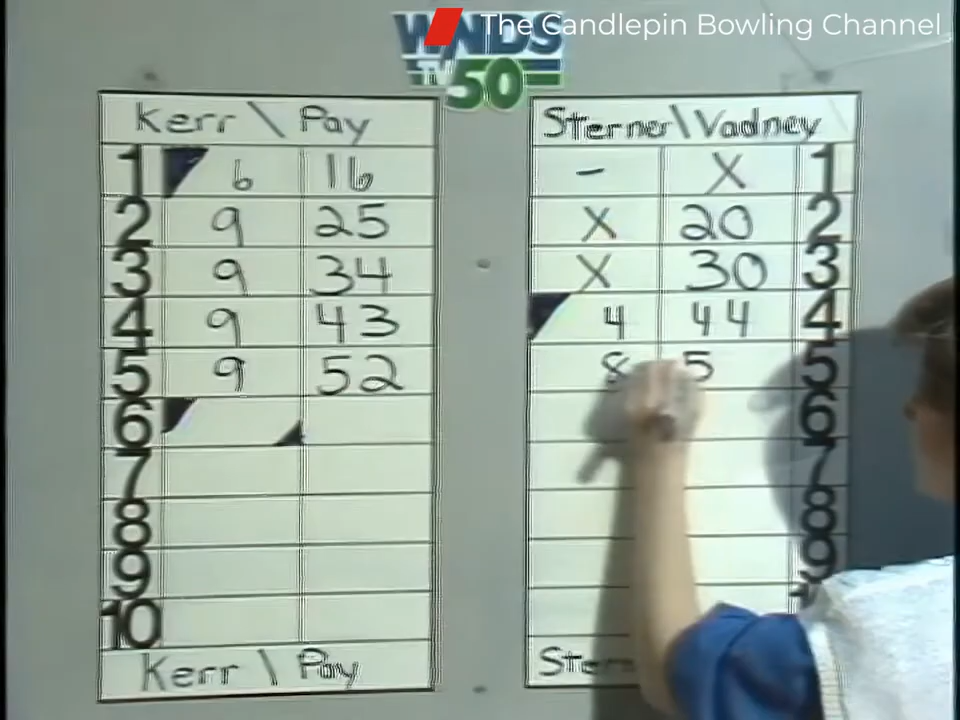 The Candlepin Bowling Channel
WNDS
TV 50
Kerr \ Pay
1 6 16
2 9 25
3 9 34
4 9 43
5 9 52
6
7
8
9
10
Kerr \ Pay
Sterner \ Vadney
- X 1
X 20 2
X 30 3
4 44 4
8 5 5
6
7
8
9